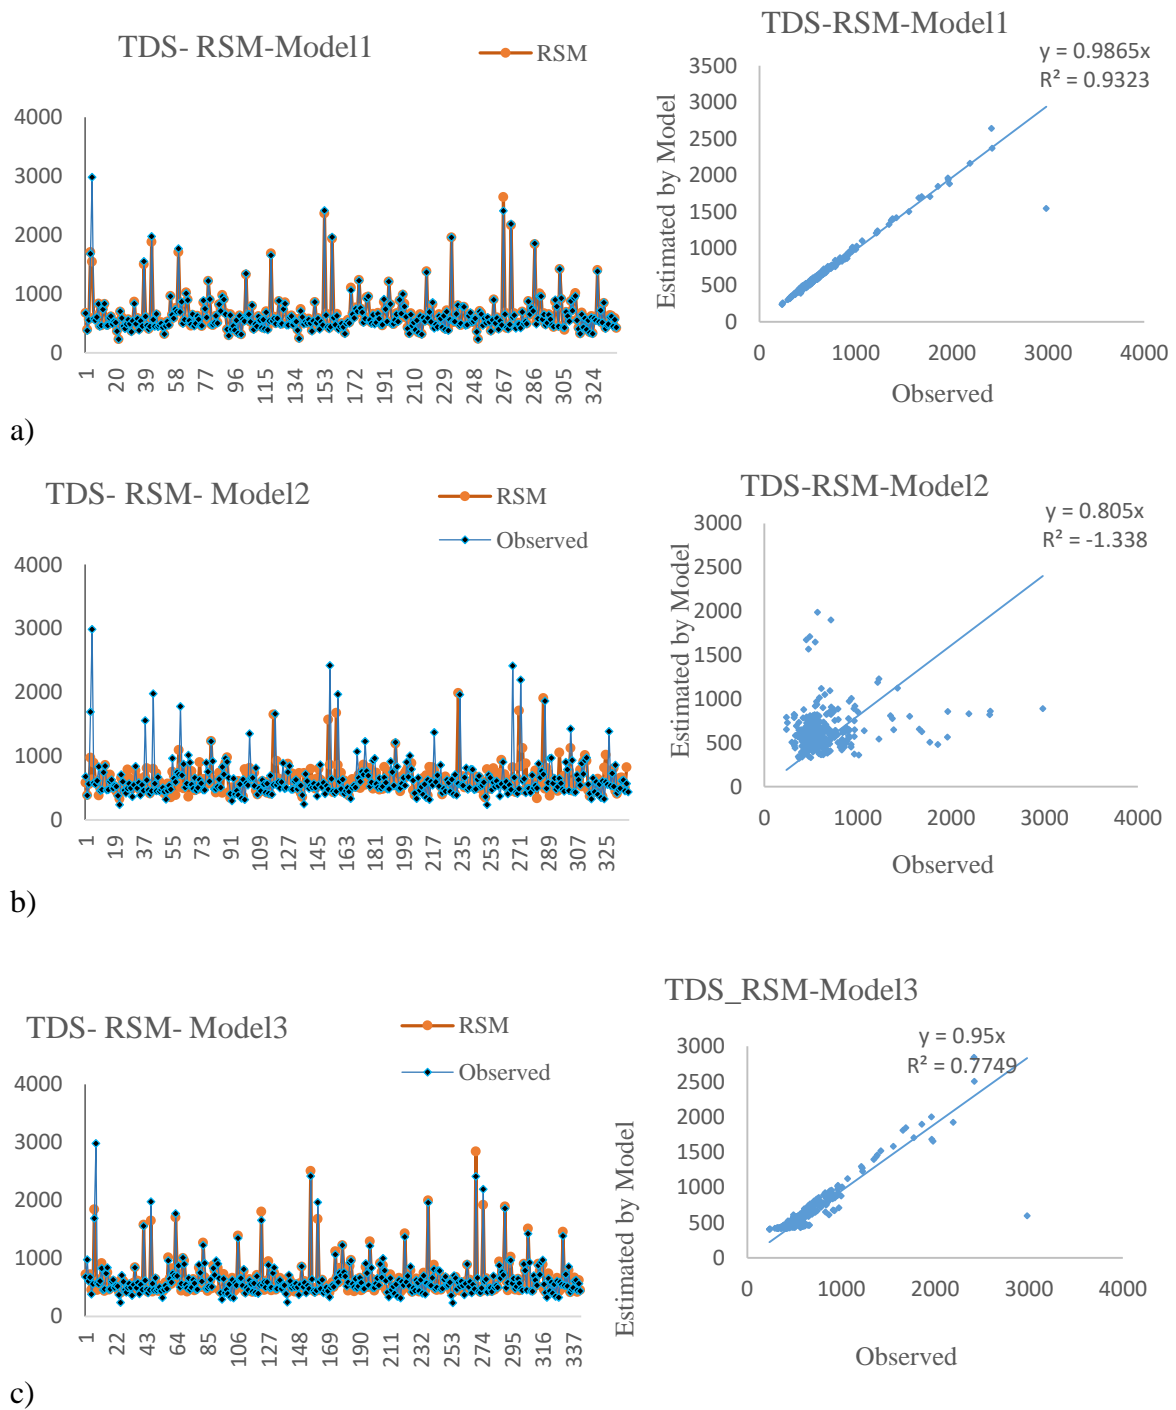 TDS- RSM-Model1
RSM
4000
3000
2000
1000
0
1 20 39 58 77 96 115 134 153 172 191 210 229 248 267 286 305 324
TDS-RSM-Model1
y = 0.9865x
R² = 0.9323
3500
3000
2500
2000
1500
1000
500
0
0 1000 2000 3000 4000
Estimated by Model
Observed
a)
TDS- RSM- Model2
RSM
Observed
4000
3000
2000
1000
0
1 19 37 55 73 91 109 127 145 163 181 199 217 235 253 271 289 307 325
TDS-RSM-Model2
y = 0.805x
R² = -1.338
3000
2500
2000
1500
1000
500
0
0 1000 2000 3000 4000
Estimated by Model
Observed
b)
TDS- RSM- Model3
RSM
Observed
4000
3000
2000
1000
0
1 22 43 64 85 106 127 148 169 190 211 232 253 274 295 316 337
TDS_RSM-Model3
y = 0.95x
R² = 0.7749
3000
2500
2000
1500
1000
500
0
0 1000 2000 3000 4000
Estimated by Model
Observed
c)